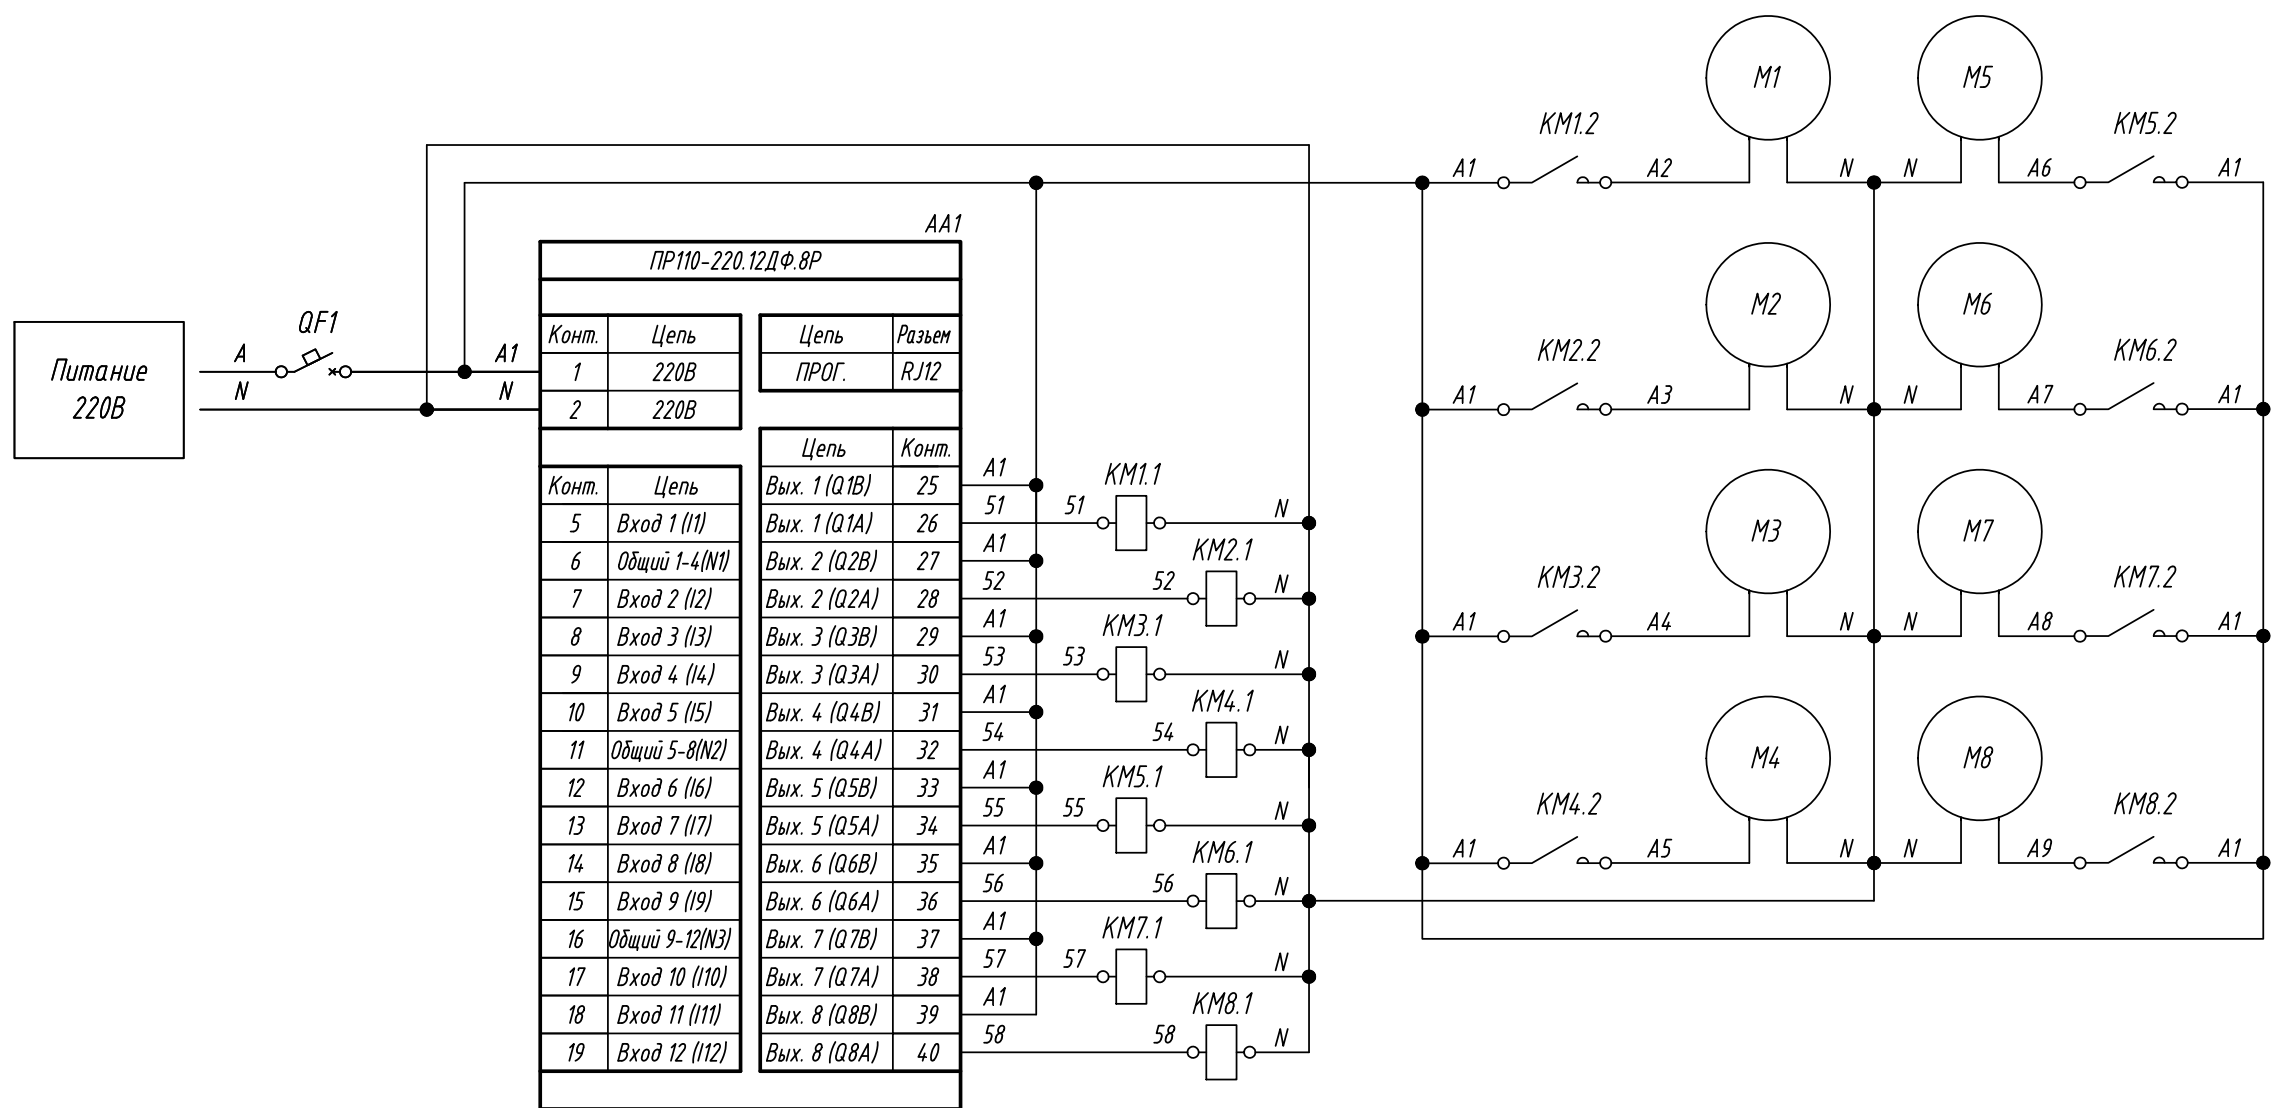 Питание
220В
A
N
QF1
A1
N
AA1
ПР110-220.12ДФ.8Р
Конт. Цепь
1 220В
2 220В
Цепь Разъем
ПРОГ. RJ12
Конт. Цепь
5 Вход 1 (I1)
6 Общий 1-4(N1)
7 Вход 2 (I2)
8 Вход 3 (I3)
9 Вход 4 (I4)
10 Вход 5 (I5)
11 Общий 5-8(N2)
12 Вход 6 (I6)
13 Вход 7 (I7)
14 Вход 8 (I8)
15 Вход 9 (I9)
16 Общий 9-12(N3)
17 Вход 10 (I10)
18 Вход 11 (I11)
19 Вход 12 (I12)
Цепь Конт.
Вых. 1 (Q1B) 25
Вых. 1 (Q1A) 26
Вых. 2 (Q2B) 27
Вых. 2 (Q2A) 28
Вых. 3 (Q3B) 29
Вых. 3 (Q3A) 30
Вых. 4 (Q4B) 31
Вых. 4 (Q4A) 32
Вых. 5 (Q5B) 33
Вых. 5 (Q5A) 34
Вых. 6 (Q6B) 35
Вых. 6 (Q6A) 36
Вых. 7 (Q7B) 37
Вых. 7 (Q7A) 38
Вых. 8 (Q8B) 39
Вых. 8 (Q8A) 40
A1
51 51 KM1.1 N
A1
52 52 KM2.1 N
A1
53 53 KM3.1 N
A1
54 54 KM4.1 N
A1
55 55 KM5.1 N
A1
56 56 KM6.1 N
A1
57 57 KM7.1 N
A1
58 58 KM8.1 N
M1 M5
KM1.2 KM5.2
A1 A2 N N A6 A1
M2 M6
KM2.2 KM6.2
A1 A3 N N A7 A1
M3 M7
KM3.2 KM7.2
A1 A4 N N A8 A1
M4 M8
KM4.2 KM8.2
A1 A5 N N A9 A1